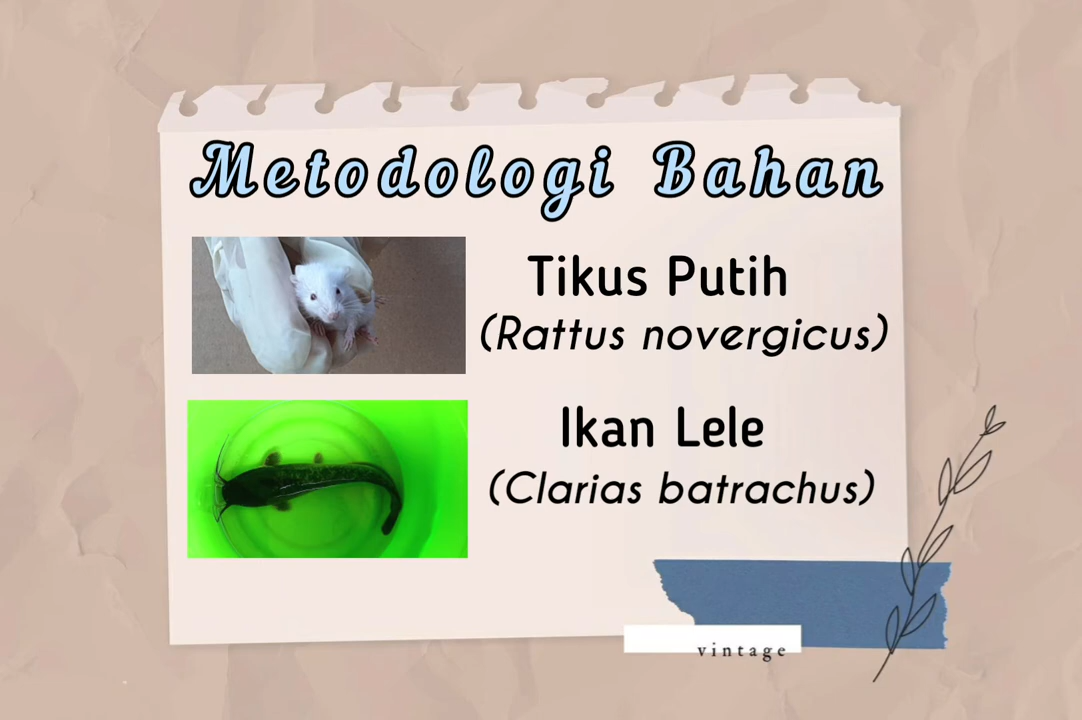 Metodologi Bahan
Tikus Putih
(Rattus novergicus)
Ikan Lele
(Clarias batrachus)
vintage